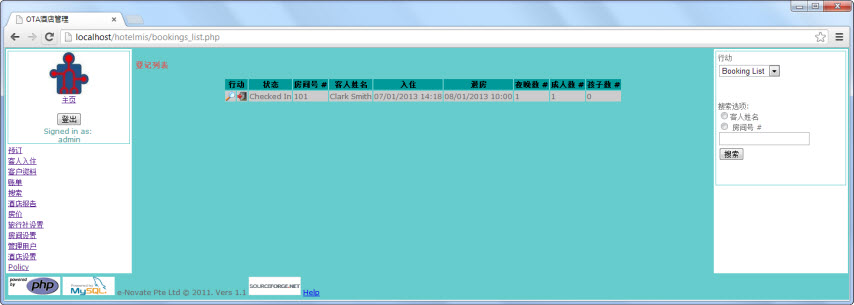 OTA酒店管理
localhost/hotelmis/bookings_list.php
主页
登出
Signed in as:
admin
预订
客人入住
客户资料
账单
搜索
酒店报告
房价
旅行社设置
房间设置
管理用户
酒店设置
Policy
登记列表
行动 状态 房间号 # 客人姓名 入住 退房 夜晚数 # 成人数 # 孩子数 #
Checked In 101 Clark Smith 07/01/2013 14:18 08/01/2013 10:00 1 1 0
行动
Booking List
搜索选项:
客人姓名
房间号 #
搜索
powered by php
Powered by MySQL
e-Novate Pte Ltd © 2011. Vers 1.1
SOURCEFORGE.NET
Help